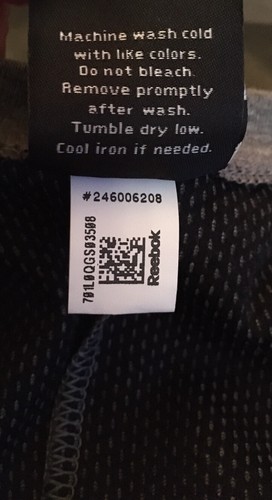 Machine wash cold
with like colors.
Do not bleach.
Remove promptly
after wash.
Tumble dry low.
Cool iron if needed.
#246006208
701L0QGS03508
Reebok